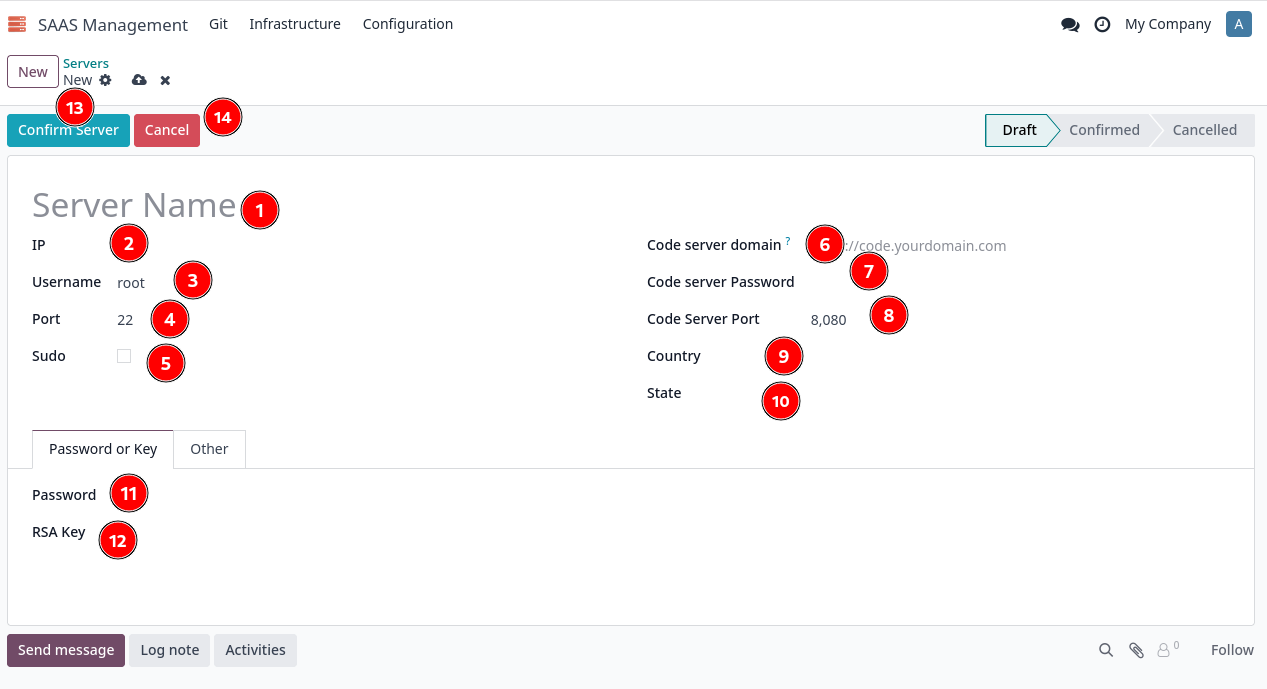 SAAS Management Git Infrastructure Configuration My Company A
New Servers
New
13 14
Confirm Server Cancel Draft Confirmed Cancelled
Server Name 1
IP 2 Code server domain ? 6 ://code.yourdomain.com
Username root 3 Code server Password 7
Port 22 4 Code Server Port 8,080 8
Sudo 5 Country 9
State 10
Password or Key Other
Password 11
RSA Key 12
Send message Log note Activities 0 Follow